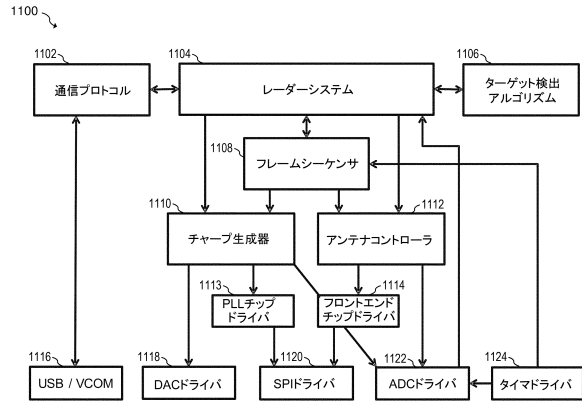 1100
1102
通信プロトコル
1104
レーダーシステム
1106
ターゲット検出
アルゴリズム
1108
フレームシーケンサ
1110
チャープ生成器
1112
アンテナコントローラ
1113
PLLチップ
ドライバ
1114
フロントエンド
チップドライバ
1116
USB / VCOM
1118
DACドライバ
1120
SPIドライバ
1122
ADCドライバ
1124
タイマドライバ